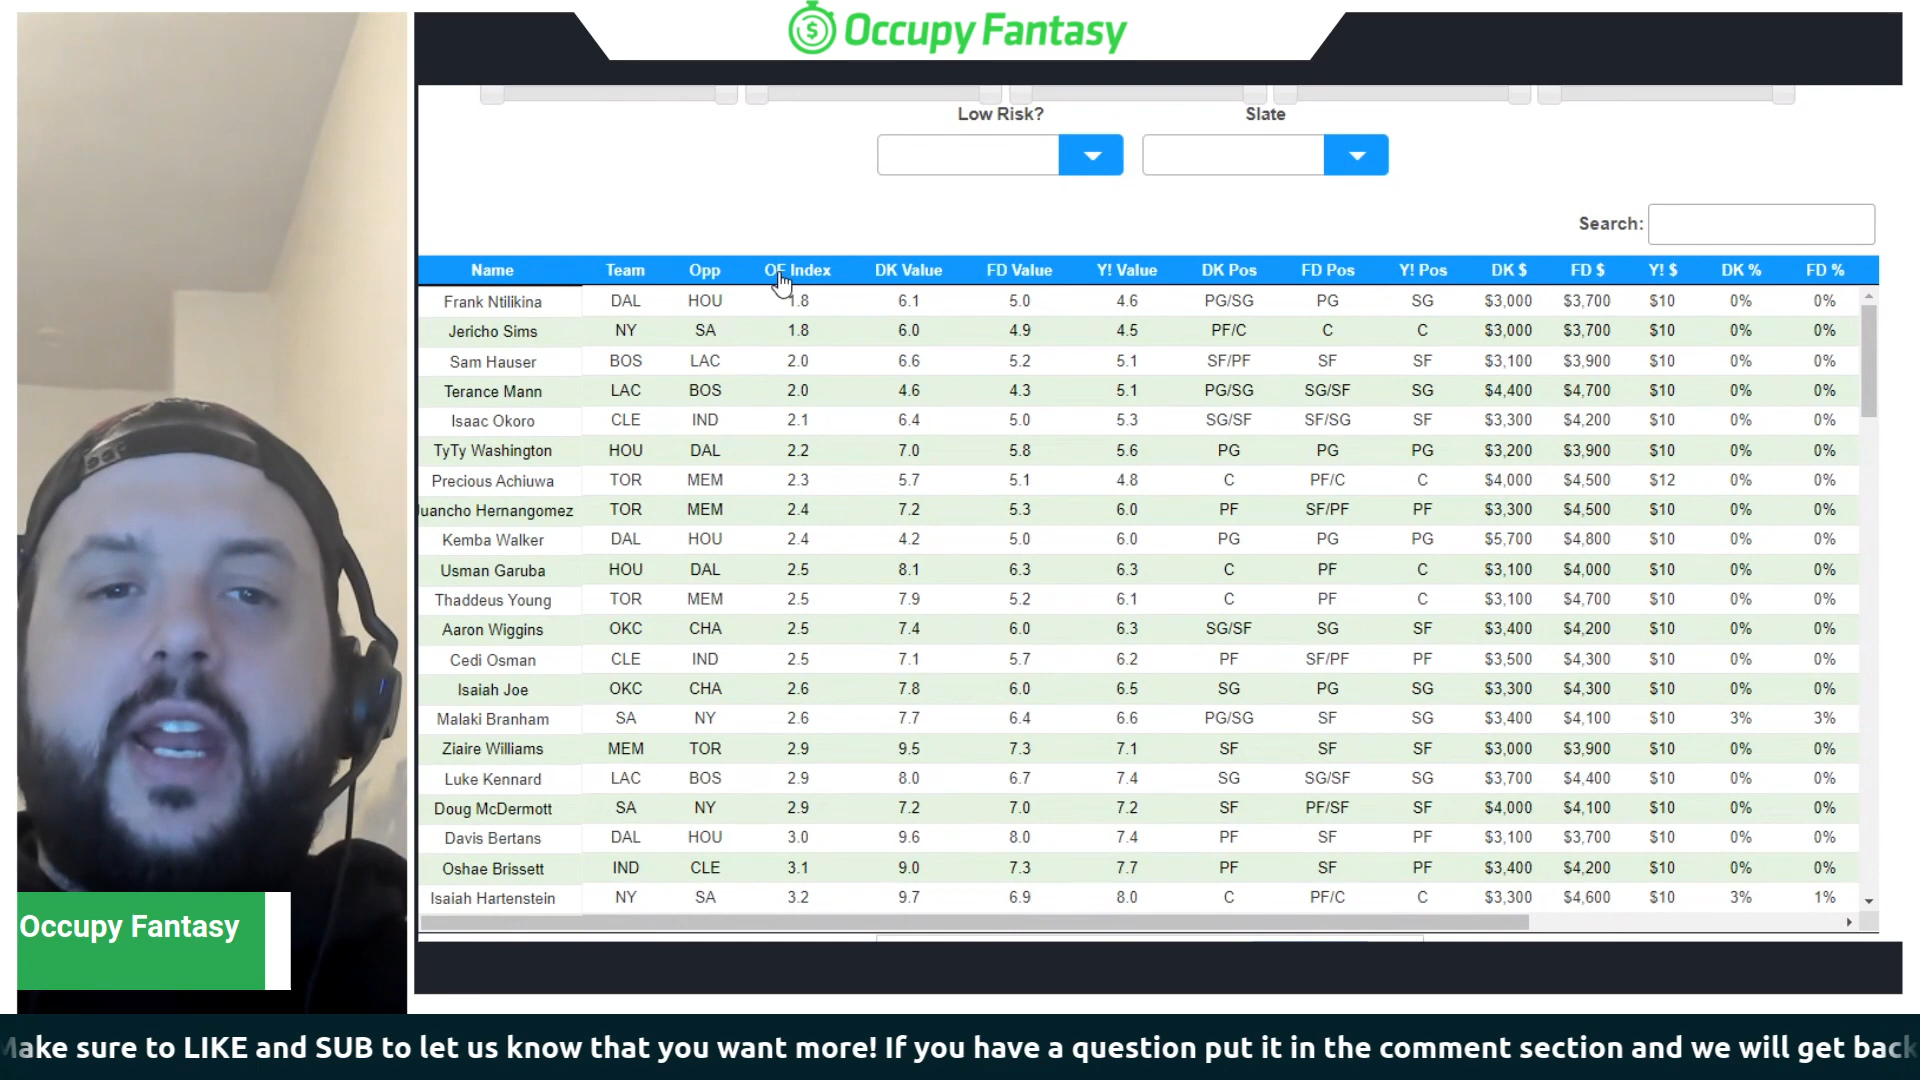 Occupy Fantasy
Low Risk? Slate
Search:
Name Team Opp OF Index DK Value FD Value Y! Value DK Pos FD Pos Y! Pos DK $ FD $ Y! $ DK % FD %
Frank Ntilikina DAL HOU 1.8 6.1 5.0 4.6 PG/SG PG SG $3,000 $3,700 $10 0% 0%
Jericho Sims NY SA 1.8 6.0 4.9 4.5 PF/C C C $3,000 $3,700 $10 0% 0%
Sam Hauser BOS LAC 2.0 6.6 5.2 5.1 SF/PF SF SF $3,100 $3,900 $10 0% 0%
Terance Mann LAC BOS 2.0 4.6 4.3 5.1 PG/SG SG/SF SG $4,400 $4,700 $10 0% 0%
Isaac Okoro CLE IND 2.1 6.4 5.0 5.3 SG/SF SF/SG SF $3,300 $4,200 $10 0% 0%
TyTy Washington HOU DAL 2.2 7.0 5.8 5.6 PG PG PG $3,200 $3,900 $10 0% 0%
Precious Achiuwa TOR MEM 2.3 5.7 5.1 4.8 C PF/C C $4,000 $4,500 $12 0% 0%
uancho Hernangomez TOR MEM 2.4 7.2 5.3 6.0 PF SF/PF PF $3,300 $4,500 $10 0% 0%
Kemba Walker DAL HOU 2.4 4.2 5.0 6.0 PG PG PG $5,700 $4,800 $10 0% 0%
Usman Garuba HOU DAL 2.5 8.1 6.3 6.3 C PF C $3,100 $4,000 $10 0% 0%
Thaddeus Young TOR MEM 2.5 7.9 5.2 6.1 C PF C $3,100 $4,700 $10 0% 0%
Aaron Wiggins OKC CHA 2.5 7.4 6.0 6.3 SG/SF SG SF $3,400 $4,200 $10 0% 0%
Cedi Osman CLE IND 2.5 7.1 5.7 6.2 PF SF/PF PF $3,500 $4,300 $10 0% 0%
Isaiah Joe OKC CHA 2.6 7.8 6.0 6.5 SG PG SG $3,300 $4,300 $10 0% 0%
Malaki Branham SA NY 2.6 7.7 6.4 6.6 PG/SG SF SG $3,400 $4,100 $10 3% 3%
Ziaire Williams MEM TOR 2.9 9.5 7.3 7.1 SF SF SF $3,000 $3,900 $10 0% 0%
Luke Kennard LAC BOS 2.9 8.0 6.7 7.4 SG SG/SF SG $3,700 $4,400 $10 0% 0%
Doug McDermott SA NY 2.9 7.2 7.0 7.2 SF PF/SF SF $4,000 $4,100 $10 0% 0%
Davis Bertans DAL HOU 3.0 9.6 8.0 7.4 PF SF PF $3,100 $3,700 $10 0% 0%
Oshae Brissett IND CLE 3.1 9.0 7.3 7.7 PF SF PF $3,400 $4,200 $10 0% 0%
Isaiah Hartenstein NY SA 3.2 9.7 6.9 8.0 C PF/C C $3,300 $4,600 $10 3% 1%
Occupy Fantasy
Make sure to LIKE and SUB to let us know that you want more! If you have a question put it in the comment section and we will get back